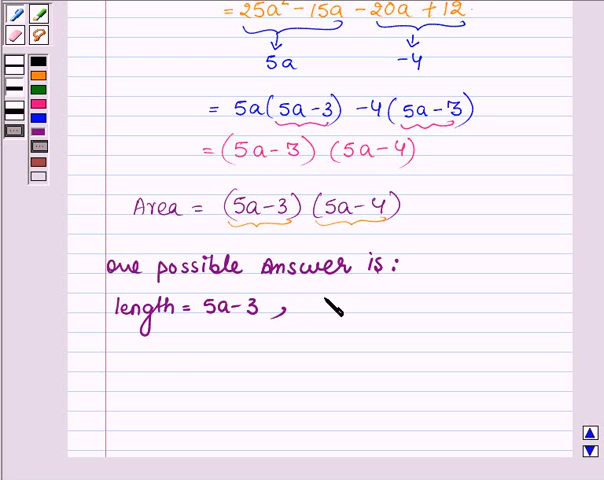 = 25a² - 15a - 20a + 12
5a -4
= 5a(5a-3) -4(5a-3)
= (5a-3) (5a-4)
Area = (5a-3) (5a-4)
one possible Answer is:
length = 5a-3 ,